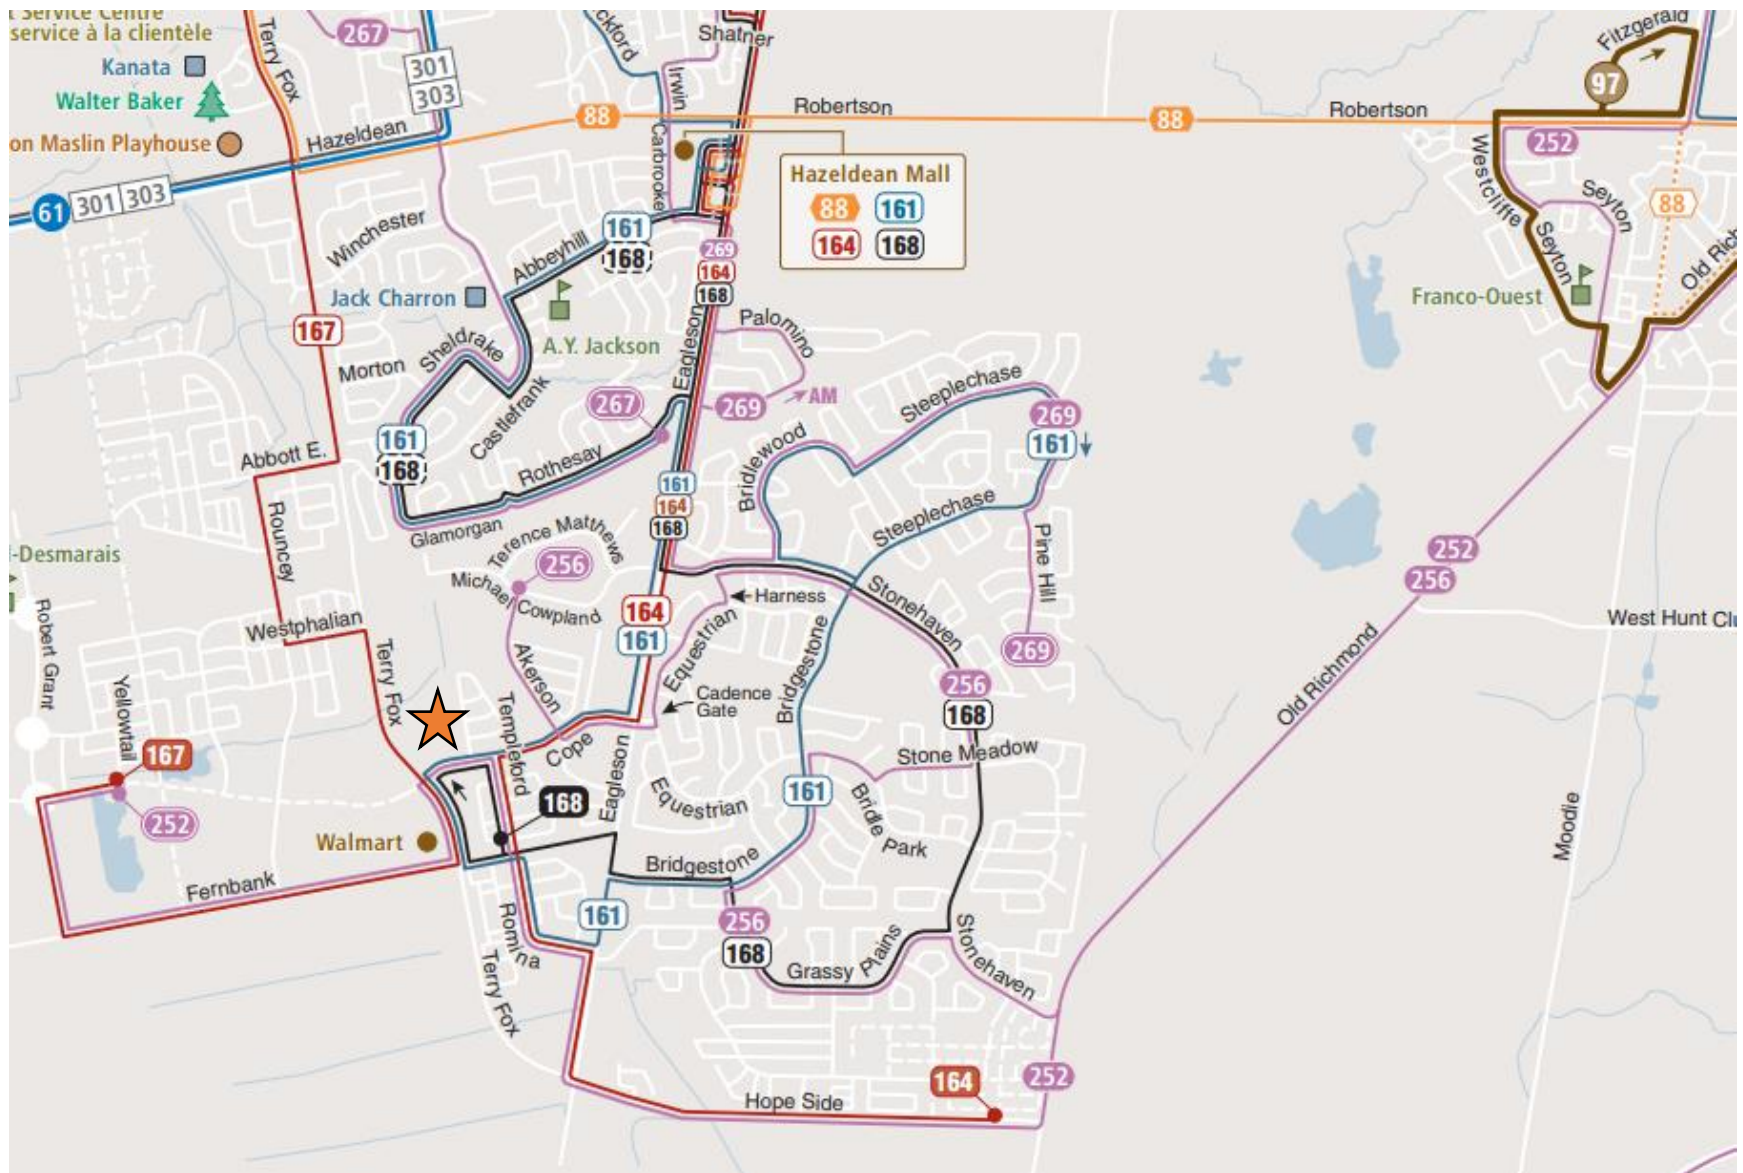 Service Centre
service à la clientèle
Kanata
Walter Baker
on Maslin Playhouse
61
301
303
Terry Fox
267
301
303
Hazeldean
88
ckford
Irwin
Shatner
Carbrooke
Robertson
88
Robertson
Fitzgerald
97
252
Westcliffe
Seyton
Seyton
88
Old Rich
Franco-Ouest
Hazeldean Mall
88
161
164
168
Winchester
Jack Charron
Abbeyhill
161
168
269
164
168
167
Morton
Sheldrake
A.Y. Jackson
Eagleson
Palomino
Castlefrank
267
269
AM
Steeplechase
269
161
161
168
Abbott E.
Rothesay
Bridlewood
161
164
168
Steeplechase
Rouncey
Glamorgan
Terence Matthews
256
Michael Cowpland
Pine Hill
252
256
-Desmarais
Robert Grant
Westphalian
Terry Fox
164
161
Harness
Stonehaven
West Hunt Clu
Equestrian
Akerson
Cadence
Gate
Bridgestone
269
256
168
Old Richmond
Yellowtail
167
252
Templeford
Cope
Eagleson
Stone Meadow
168
Equestrian
161
Bridle Park
Moodie
Walmart
Fernbank
Bridgestone
161
256
168
Romina
Terry Fox
Grassy Plains
Stonehaven
164
252
Hope Side